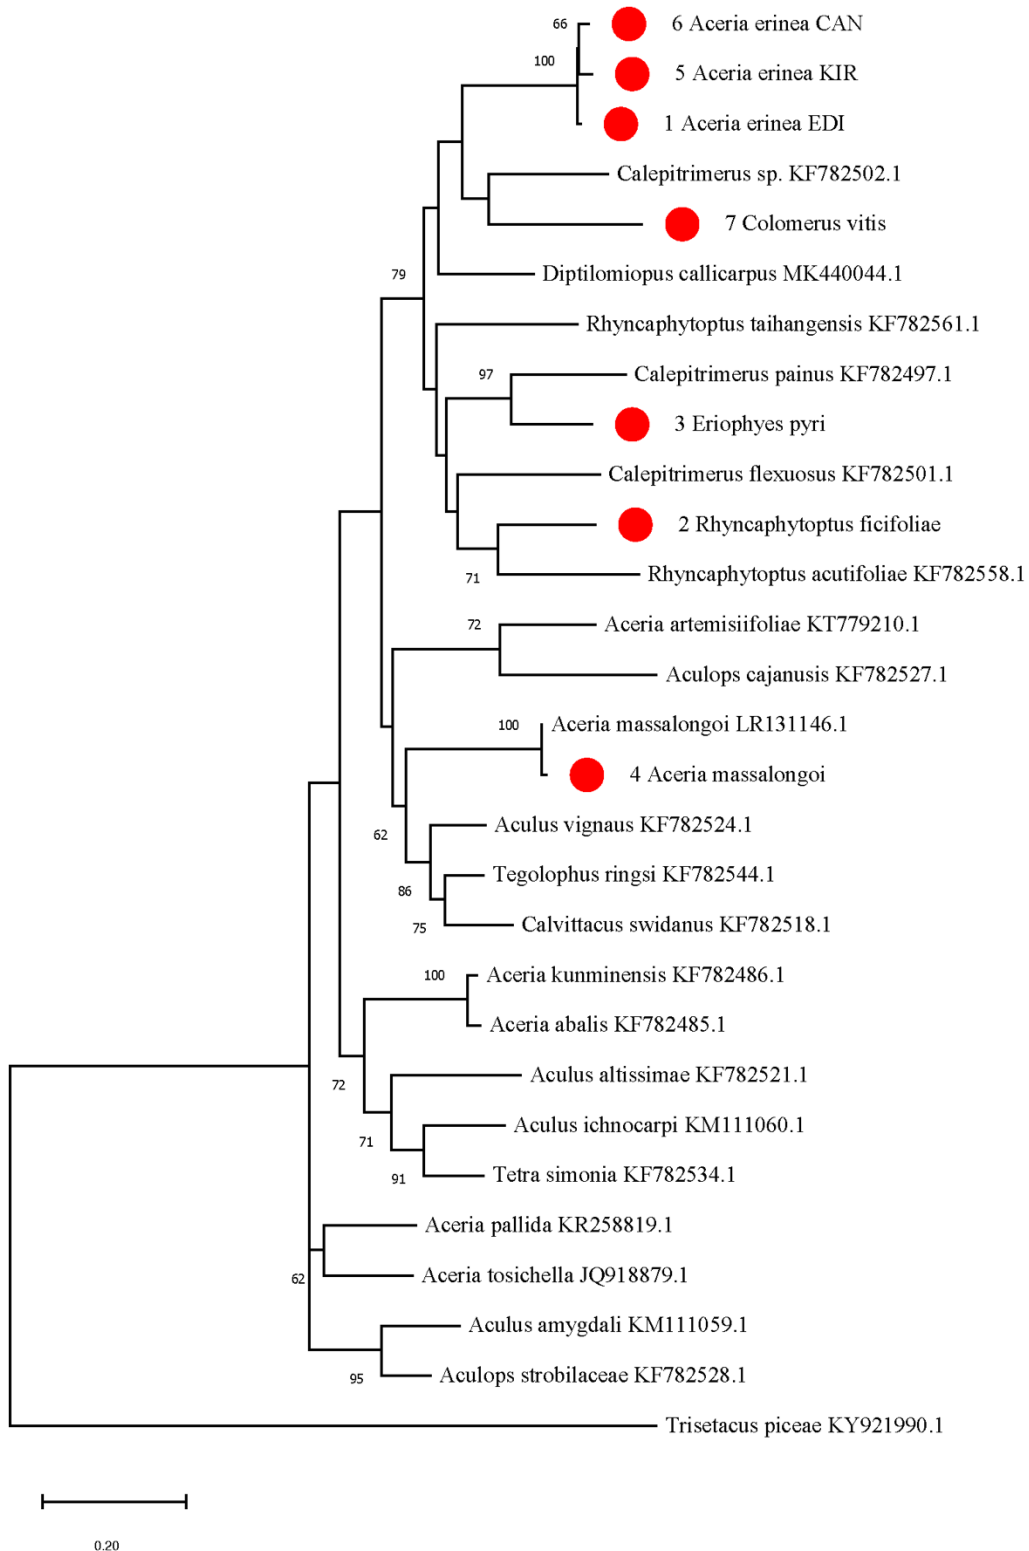 66
6 Aceria erinea CAN
100
5 Aceria erinea KIR
1 Aceria erinea EDI
Calepitrimerus sp. KF782502.1
7 Colomerus vitis
79
Diptilomiopus callicarpus MK440044.1
Rhyncaphytoptus taihangensis KF782561.1
97
Calepitrimerus painus KF782497.1
3 Eriophyes pyri
Calepitrimerus flexuosus KF782501.1
2 Rhyncaphytoptus ficifoliae
71
Rhyncaphytoptus acutifoliae KF782558.1
72
Aceria artemisiifoliae KT779210.1
Aculops cajanusis KF782527.1
100
Aceria massalongoi LR131146.1
4 Aceria massalongoi
62
Aculus vignaus KF782524.1
86
Tegolophus ringsi KF782544.1
75
Calvittacus swidanus KF782518.1
100
Aceria kunminensis KF782486.1
Aceria abalis KF782485.1
72
Aculus altissimae KF782521.1
71
Aculus ichnocarpi KM111060.1
91
Tetra simonia KF782534.1
Aceria pallida KR258819.1
62
Aceria tosichella JQ918879.1
Aculus amygdali KM111059.1
95
Aculops strobilaceae KF782528.1
Trisetacus piceae KY921990.1
0.20